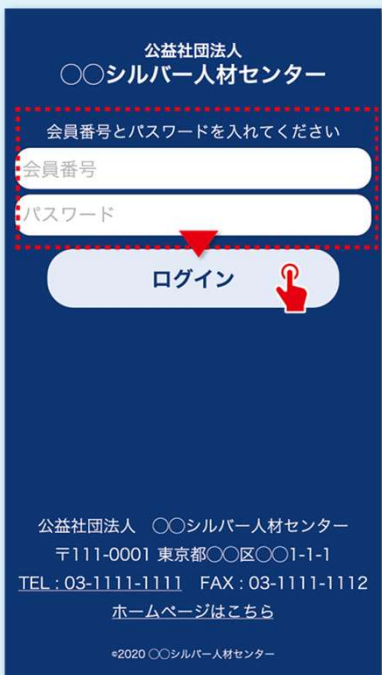 公益社団法人
〇〇シルバー人材センター
会員番号とパスワードを入れてください
会員番号
パスワード
ログイン
公益社団法人　〇〇シルバー人材センター
〒111-0001 東京都〇〇区〇〇1-1-1
TEL : 03-1111-1111　FAX : 03-1111-1112
ホームページはこちら
©2020 〇〇シルバー人材センター